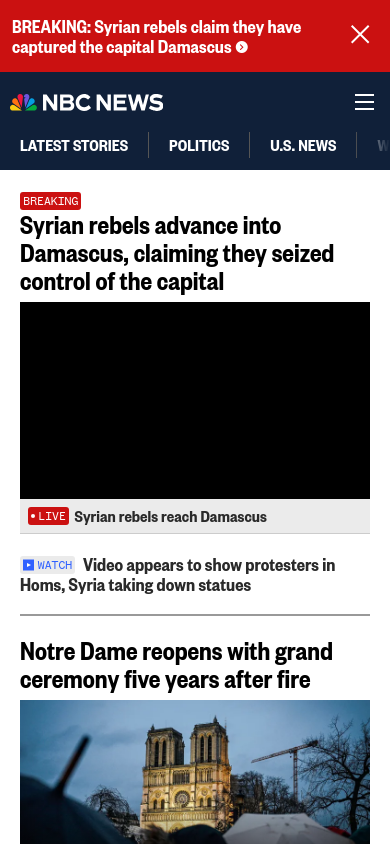 BREAKING: Syrian rebels claim they have
captured the capital Damascus
NBC NEWS
LATEST STORIES
POLITICS
U.S. NEWS
BREAKING
Syrian rebels advance into
Damascus, claiming they seized
control of the capital
LIVE Syrian rebels reach Damascus
WATCH Video appears to show protesters in
Homs, Syria taking down statues
Notre Dame reopens with grand
ceremony five years after fire